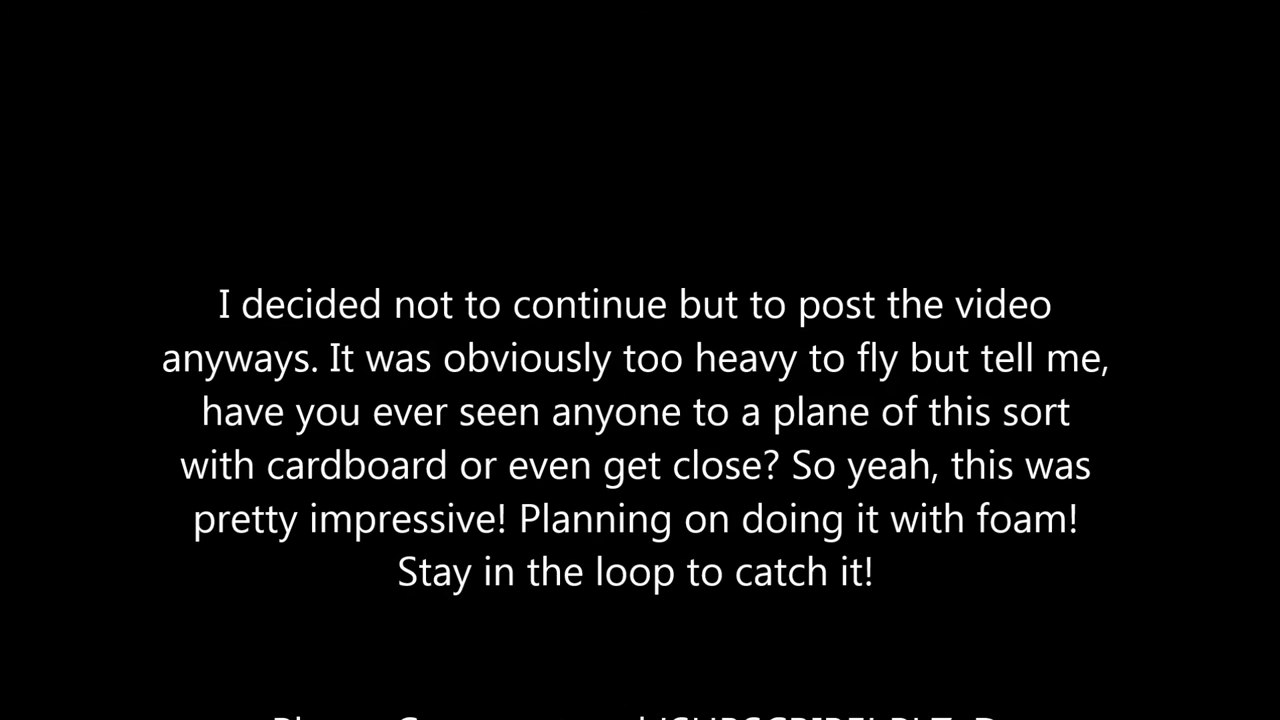 I decided not to continue but to post the video
anyways. It was obviously too heavy to fly but tell me,
have you ever seen anyone to a plane of this sort
with cardboard or even get close? So yeah, this was
pretty impressive! Planning on doing it with foam!
Stay in the loop to catch it!